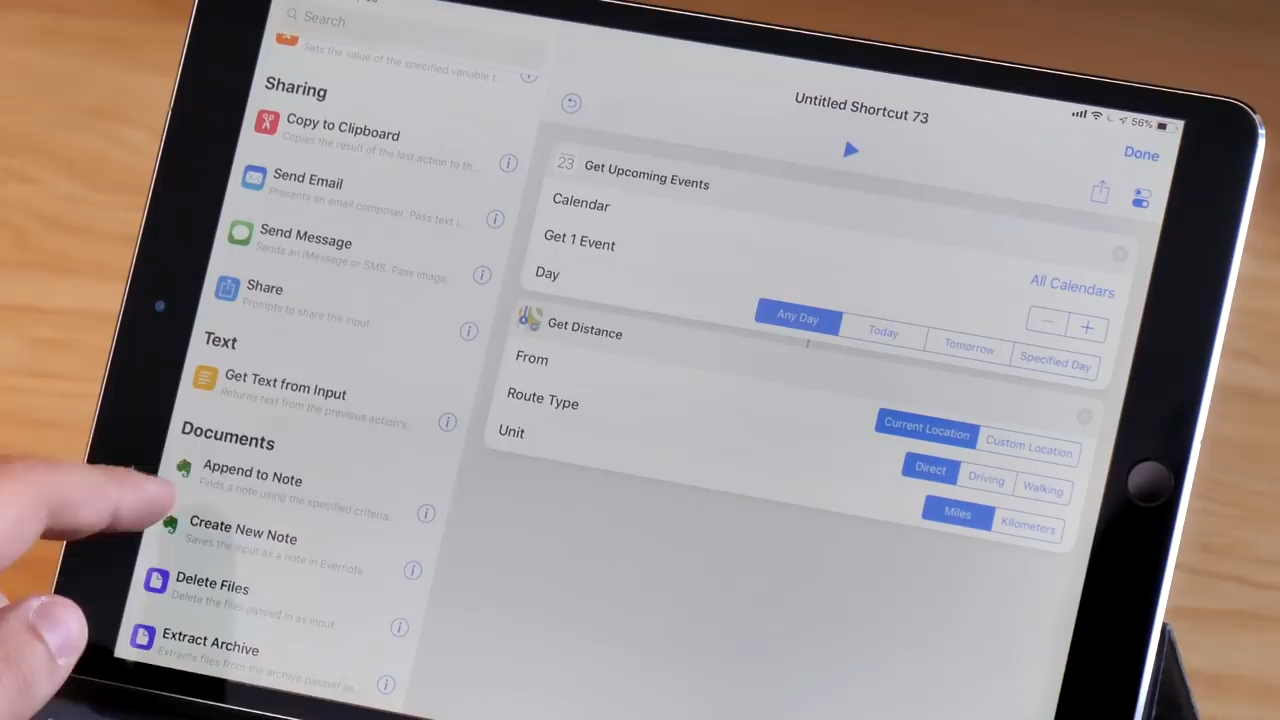 Search
Sets the value of the specified variable t...
Sharing
Copy to Clipboard
Copies the result of the last action to th...
Send Email
Presents an email composer. Pass text i...
Send Message
Sends an iMessage or SMS. Pass image...
Share
Prompts to share the input.
Text
Get Text from Input
Returns text from the previous action's...
Documents
Append to Note
Finds a note using the specified criteria...
Create New Note
Saves the input as a note in Evernote
Delete Files
Delete the files passed in as input.
Extract Archive
Extracts files from the archive passed as...
56%
Untitled Shortcut 73
Done
23
Get Upcoming Events
Calendar
All Calendars
Get 1 Event
Day
Any Day
Today
Tomorrow
Specified Day
Get Distance
From
Current Location
Custom Location
Route Type
Direct
Driving
Walking
Unit
Miles
Kilometers